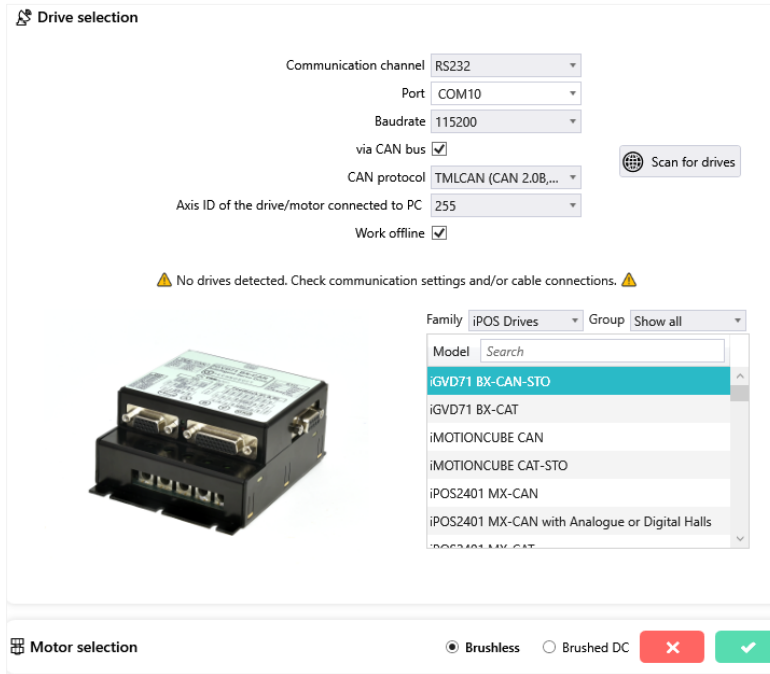 Drive selection
Communication channel RS232
Port COM10
Baudrate 115200
via CAN bus
Scan for drives
CAN protocol TMLCAN (CAN 2.0B,...
Axis ID of the drive/motor connected to PC 255
Work offline
No drives detected. Check communication settings and/or cable connections.
Family iPOS Drives Group Show all
Model Search
iGVD71 BX-CAN-STO
iGVD71 BX-CAT
iMOTIONCUBE CAN
iMOTIONCUBE CAT-STO
iPOS2401 MX-CAN
iPOS2401 MX-CAN with Analogue or Digital Halls
iPOS2401 MX-CAT
Motor selection Brushless Brushed DC